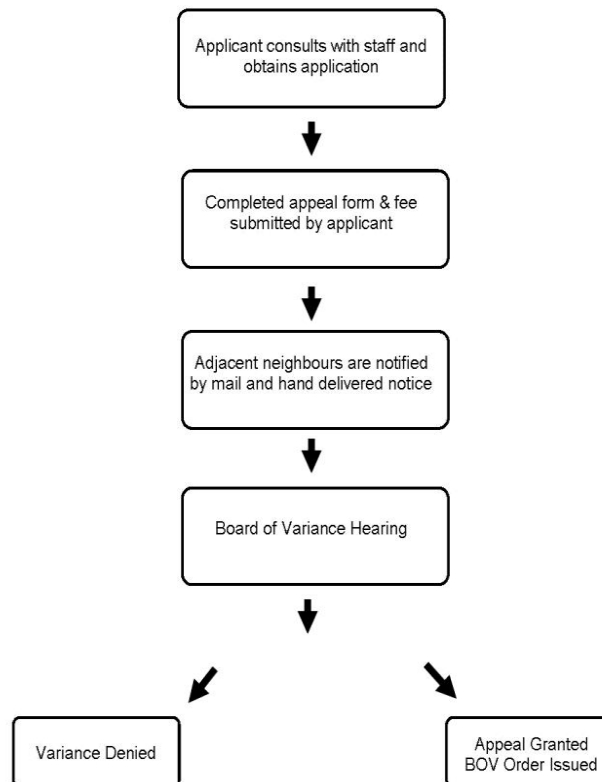 Applicant consults with staff and
obtains application
Completed appeal form & fee
submitted by applicant
Adjacent neighbours are notified
by mail and hand delivered notice
Board of Variance Hearing
Variance Denied
Appeal Granted
BOV Order Issued